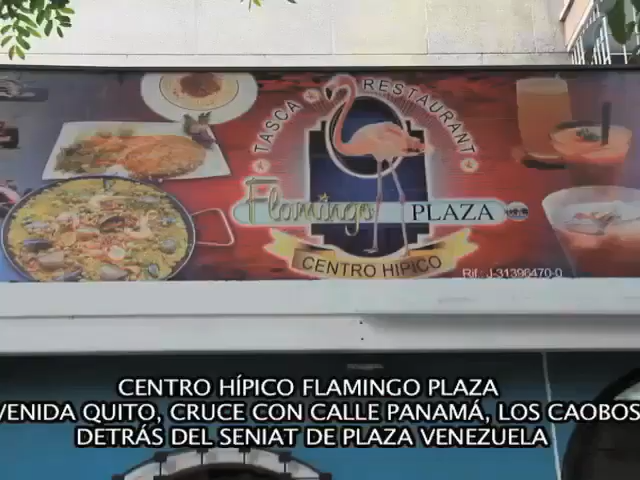 TASCA RESTAURANT
Flamingo PLAZA
CENTRO HIPICO
Rif.: J-31396470-0
CENTRO HÍPICO FLAMINGO PLAZA
VENIDA QUITO, CRUCE CON CALLE PANAMÁ, LOS CAOBOS
DETRÁS DEL SENIAT DE PLAZA VENEZUELA